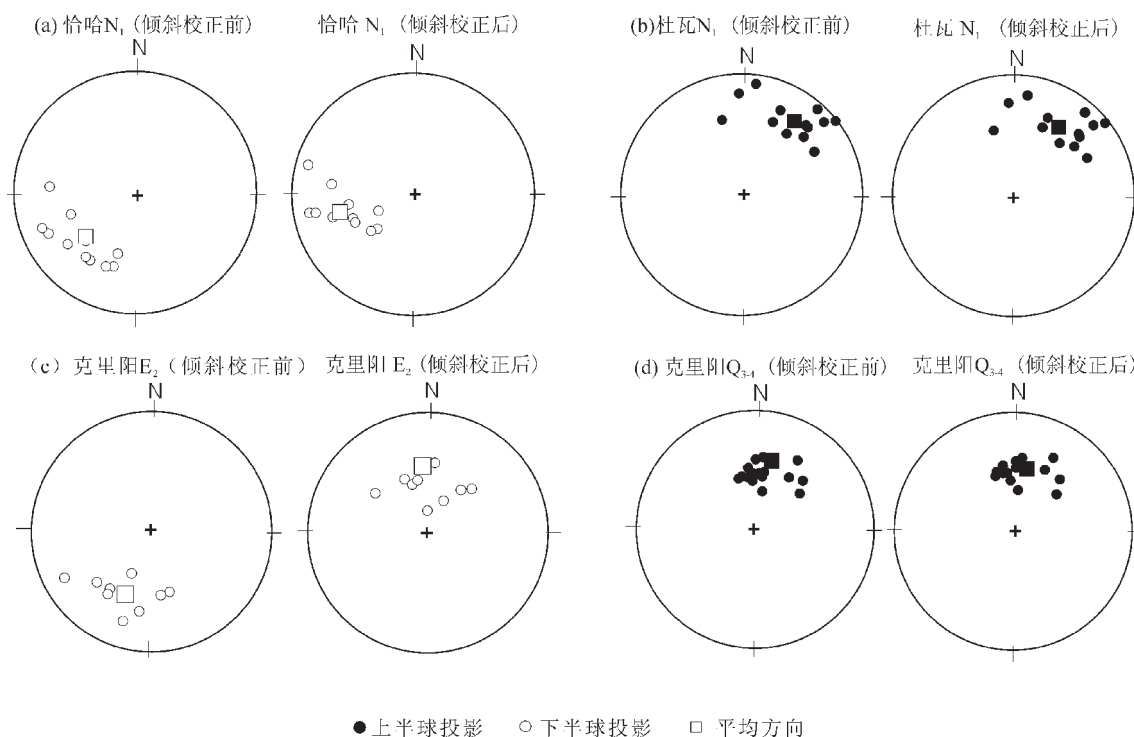 (a) 恰哈N₁ (倾斜校正前)
恰哈 N₁ (倾斜校正后)
(b)杜瓦N₁ (倾斜校正前)
杜瓦 N₁ (倾斜校正后)
N
N
N
N
(c) 克里阳E₂ (倾斜校正前)
克里阳 E₂ (倾斜校正后)
(d) 克里阳Q₃₋₄ (倾斜校正前)
克里阳Q₃₋₄ (倾斜校正后)
N
N
N
N
●上半球投影 ○下半球投影 □ 平均方向